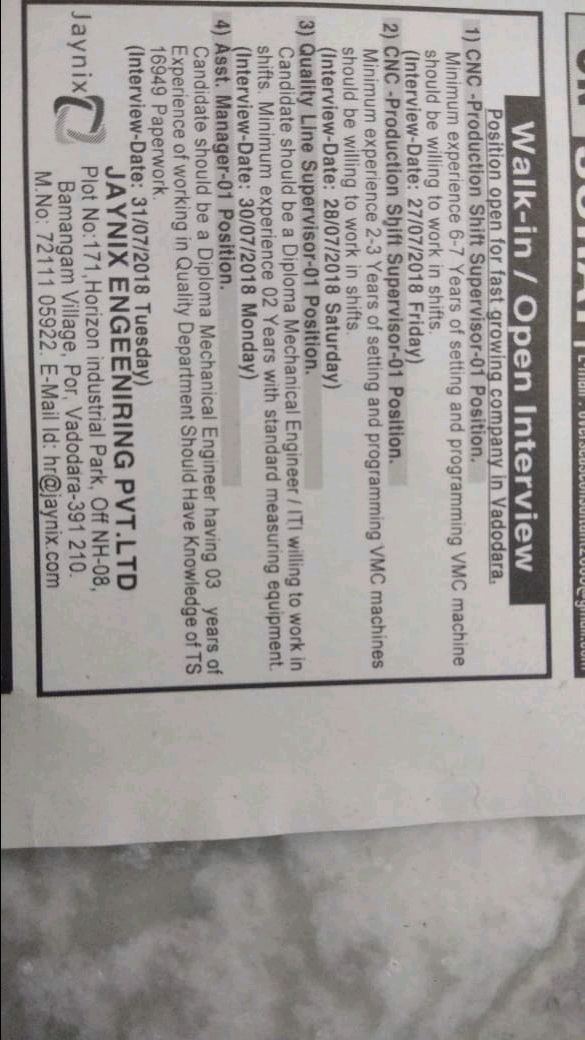 Walk-in / Open Interview
Position open for fast growing company in Vadodara.
1) CNC -Production Shift Supervisor-01 Position.
Minimum experience 6-7 Years of setting and programming VMC machine
should be willing to work in shifts.
(Interview-Date: 27/07/2018 Friday)
2) CNC -Production Shift Supervisor-01 Position.
Minimum experience 2-3 Years of setting and programming VMC machines
should be willing to work in shifts.
(Interview-Date: 28/07/2018 Saturday)
3) Quality Line Supervisor-01 Position.
Candidate should be a Diploma Mechanical Engineer / ITI willing to work in
shifts. Minimum experience 02 Years with standard measuring equipment.
(Interview-Date: 30/07/2018 Monday)
4) Asst. Manager-01 Position.
Candidate should be a Diploma Mechanical Engineer having 03 years of
Experience of working in Quality Department Should Have Knowledge of TS
16949 Paperwork.
(Interview-Date: 31/07/2018 Tuesday)
Jaynix
JAYNIX ENGEENIRING PVT.LTD
Plot No:171,Horizon industrial Park, Off NH-08,
Bamangam Village, Por, Vadodara-391 210.
M.No: 72111 05922. E-Mail Id: hr@jaynix.com